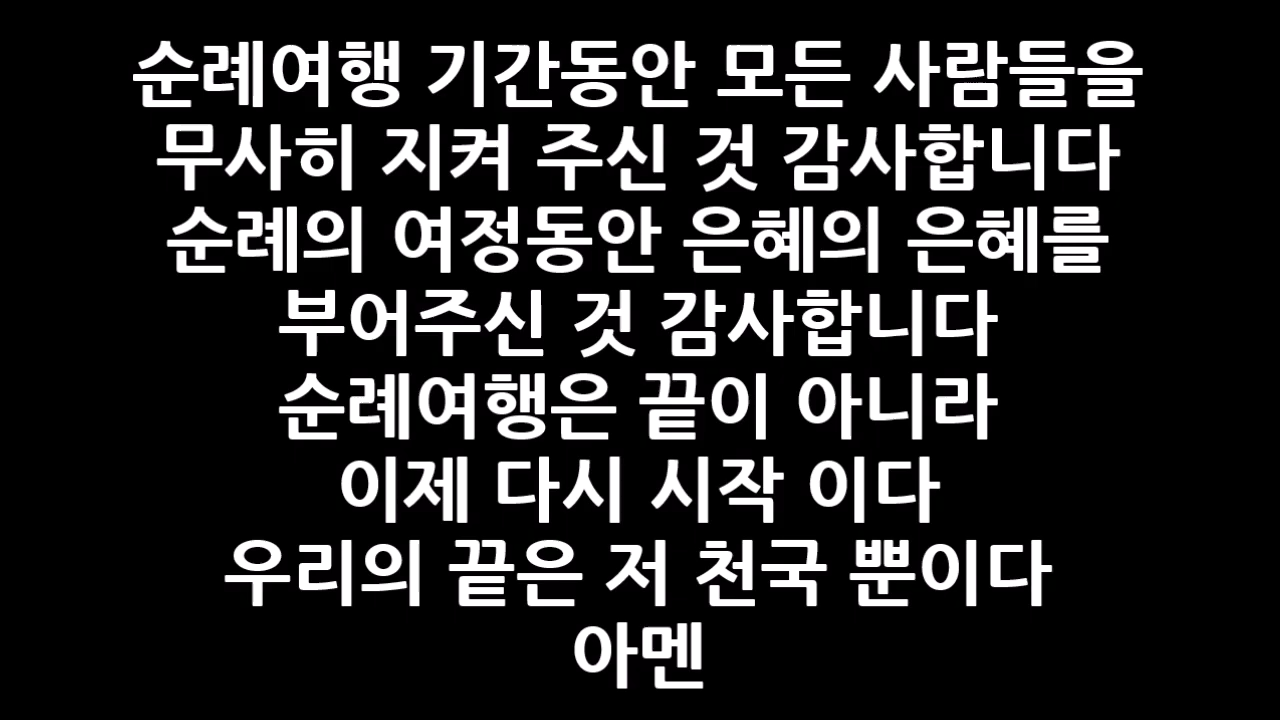 순례여행 기간동안 모든 사람들을
무사히 지켜 주신 것 감사합니다
순례의 여정동안 은혜의 은혜를
부어주신 것 감사합니다
순례여행은 끝이 아니라
이제 다시 시작 이다
우리의 끝은 저 천국 뿐이다
아멘